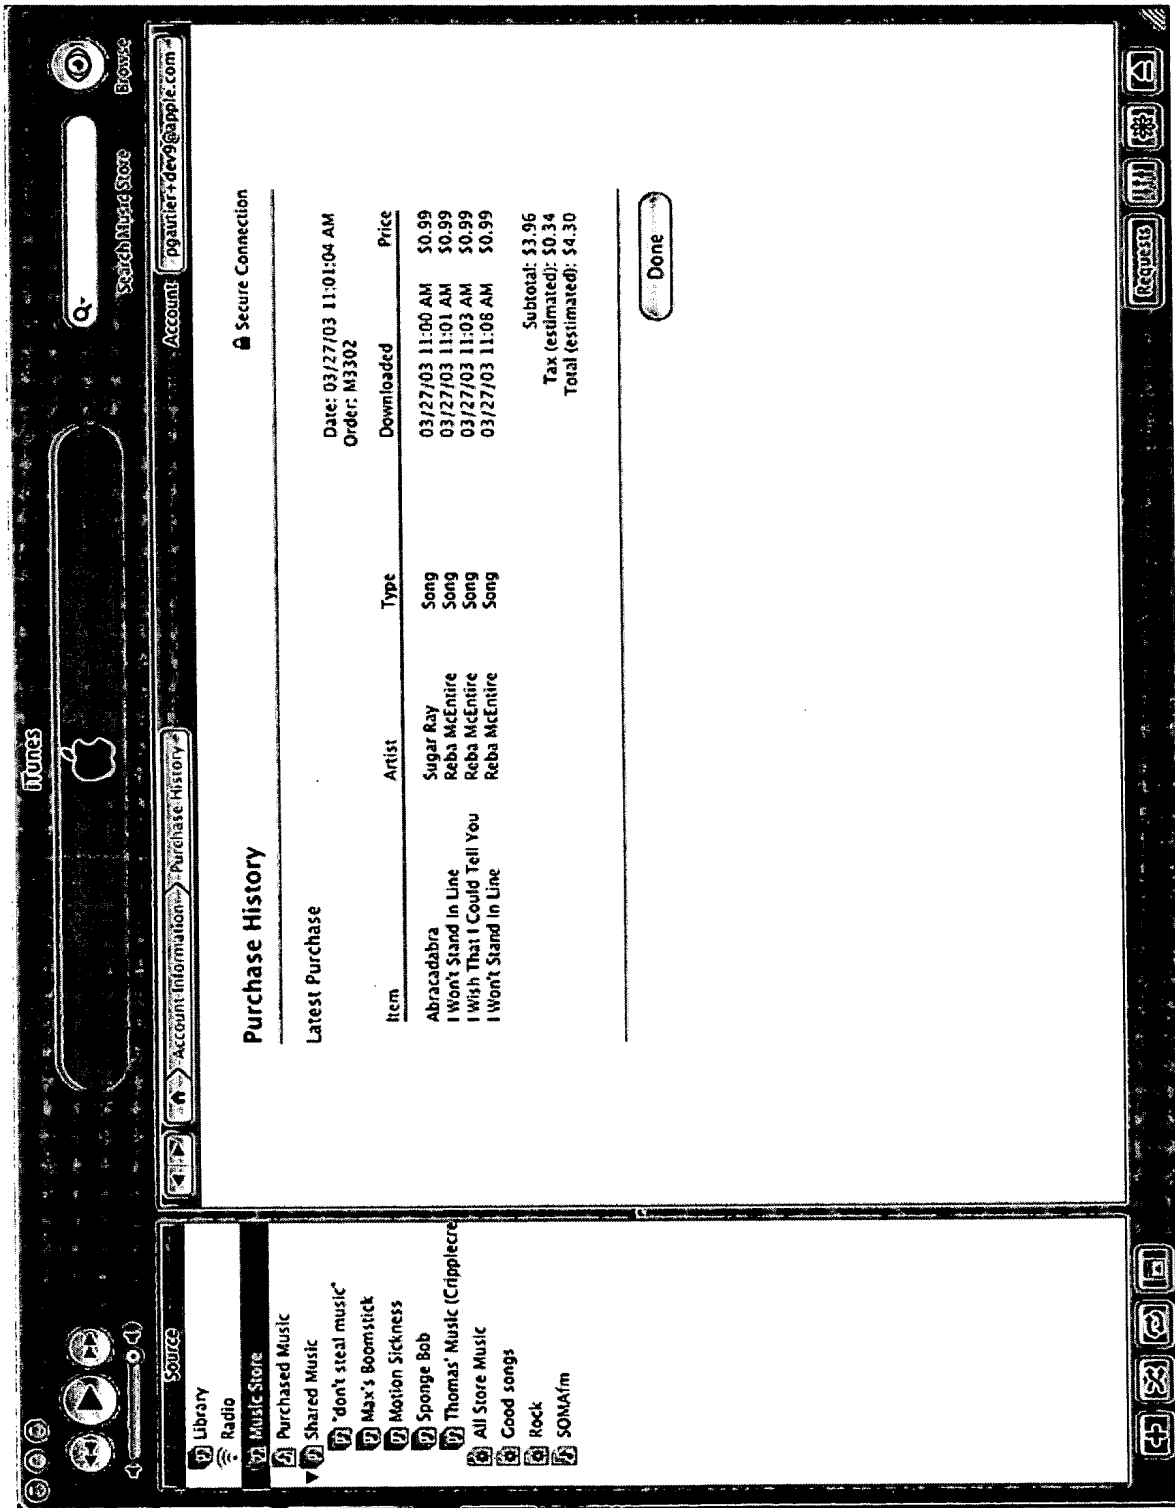 iTunes
Search Music Store
Browse
Source
Account Information
Purchase History
Account
pgautier+dev9@apple.com
Library
Radio
Music Store
Purchased Music
Shared Music
"don't steal music"
Max's Boomstick
Motion Sickness
Sponge Bob
Thomas' Music (Cripplecre
All Store Music
Good songs
Rock
SOMAfm
Purchase History
Secure Connection
Latest Purchase
Date: 03/27/03 11:01:04 AM
Order: M3302
Item Artist Type Downloaded Price
Abracadabra Sugar Ray Song 03/27/03 11:00 AM $0.99
I Won't Stand In Line Reba McEntire Song 03/27/03 11:01 AM $0.99
I Wish That I Could Tell You Reba McEntire Song 03/27/03 11:03 AM $0.99
I Won't Stand In Line Reba McEntire Song 03/27/03 11:08 AM $0.99
Subtotal: $3.96
Tax (estimated): $0.34
Total (estimated): $4.30
Done
Requests